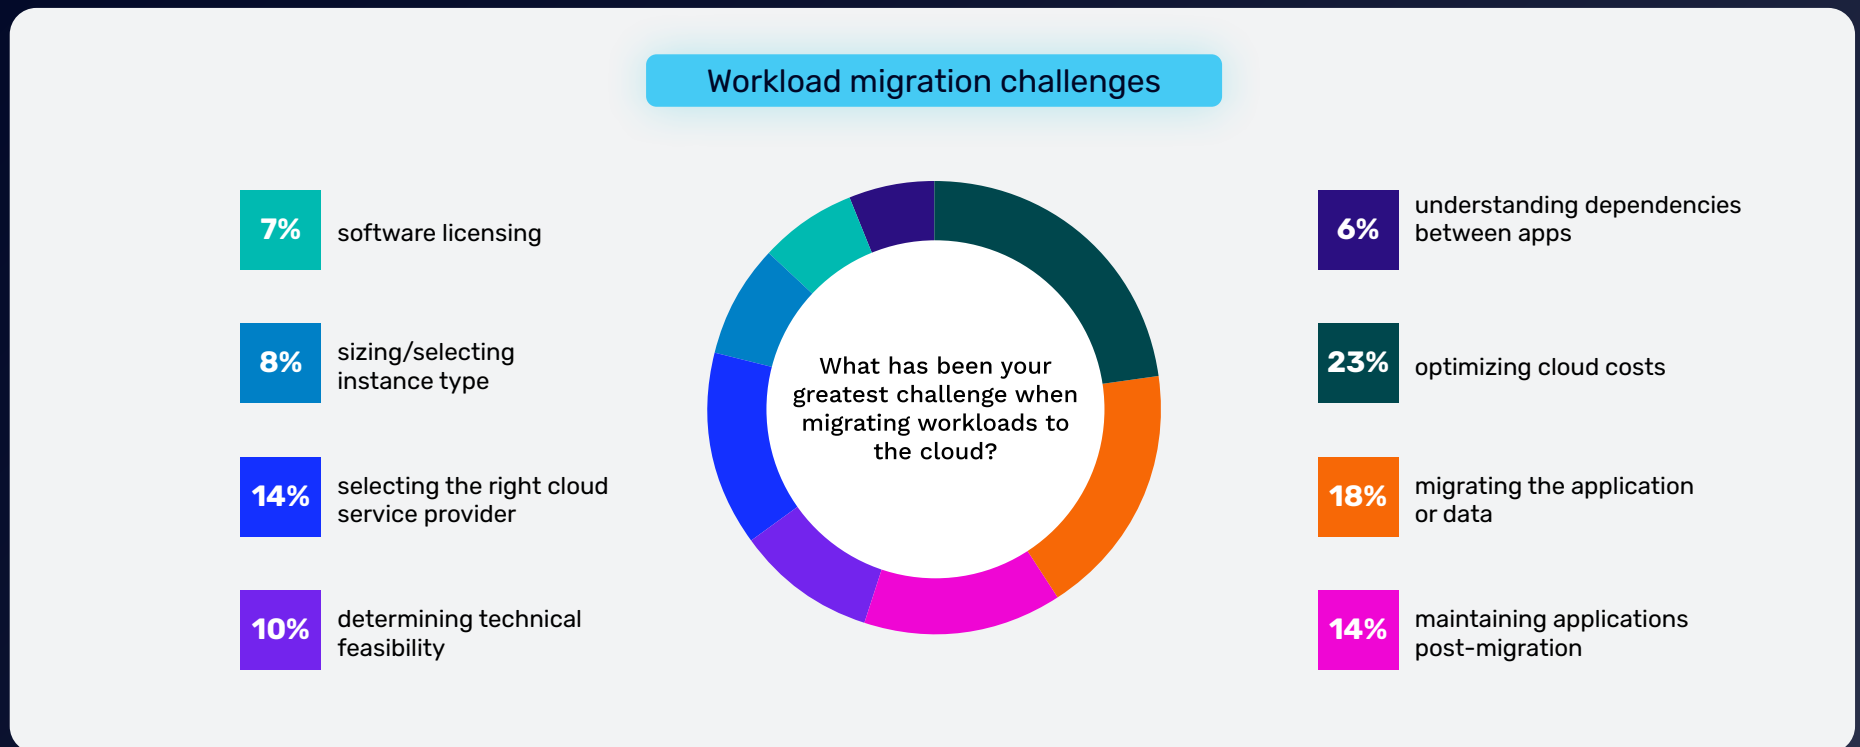 Workload migration challenges
7%
software licensing
8%
sizing/selecting
instance type
14%
selecting the right cloud
service provider
10%
determining technical
feasibility
What has been your
greatest challenge when
migrating workloads to
the cloud?
6%
understanding dependencies
between apps
23%
optimizing cloud costs
18%
migrating the application
or data
14%
maintaining applications
post-migration